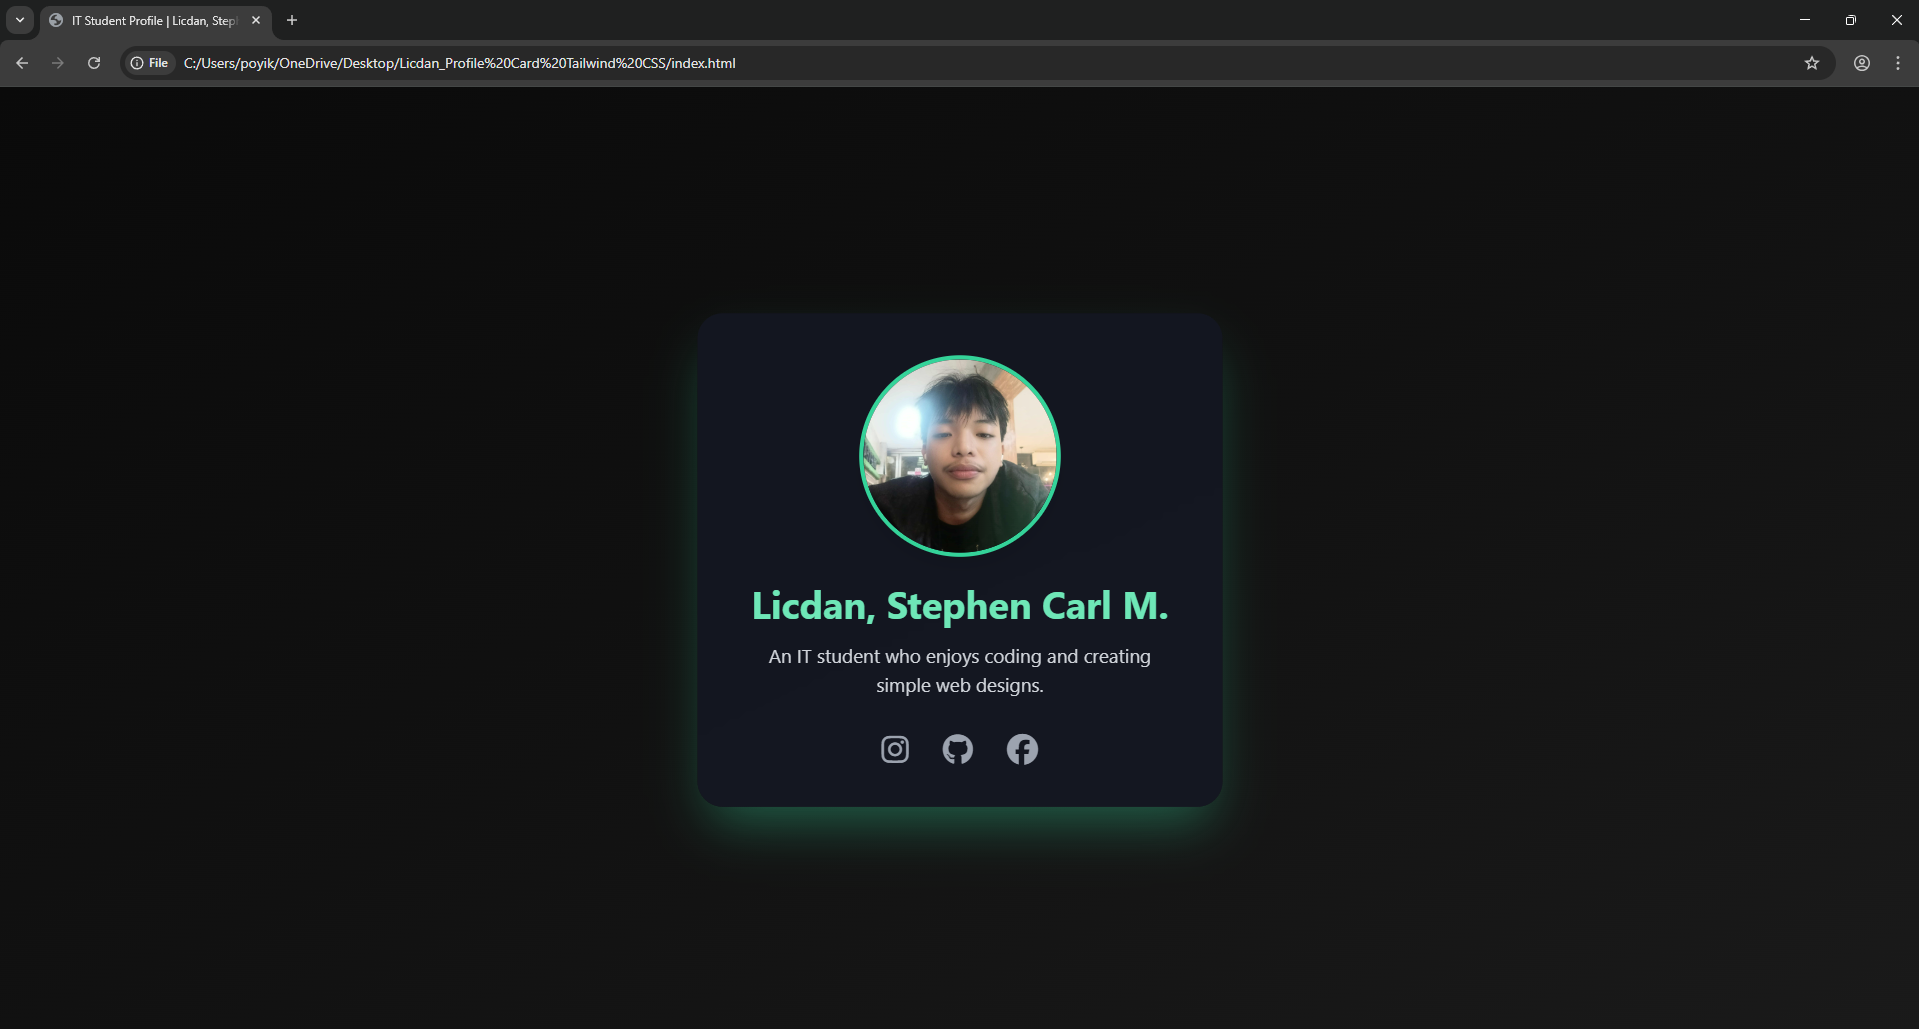 IT Student Profile | Licdan, Step
File
C:/Users/poyik/OneDrive/Desktop/Licdan_Profile%20Card%20Tailwind%20CSS/index.html
Licdan, Stephen Carl M.
An IT student who enjoys coding and creating
simple web designs.